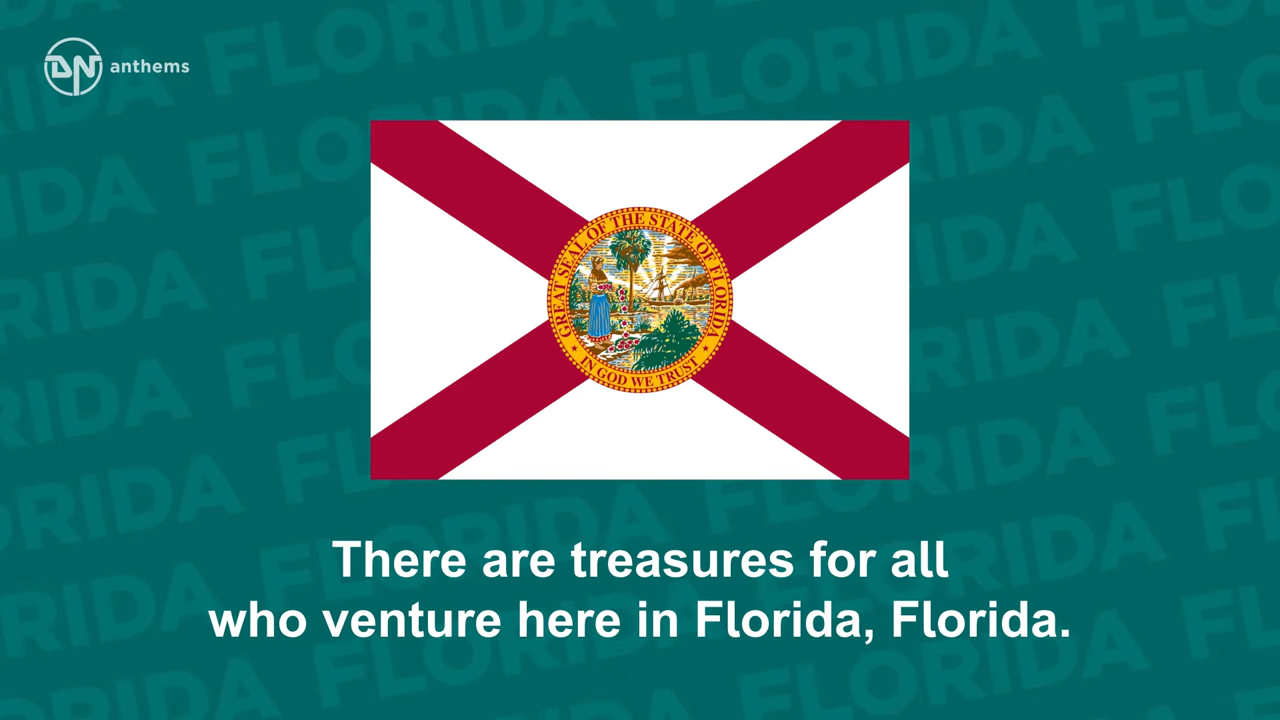 DN anthems
GREAT SEAL OF THE STATE OF FLORIDA
IN GOD WE TRUST
There are treasures for all
who venture here in Florida, Florida.
FLORIDA